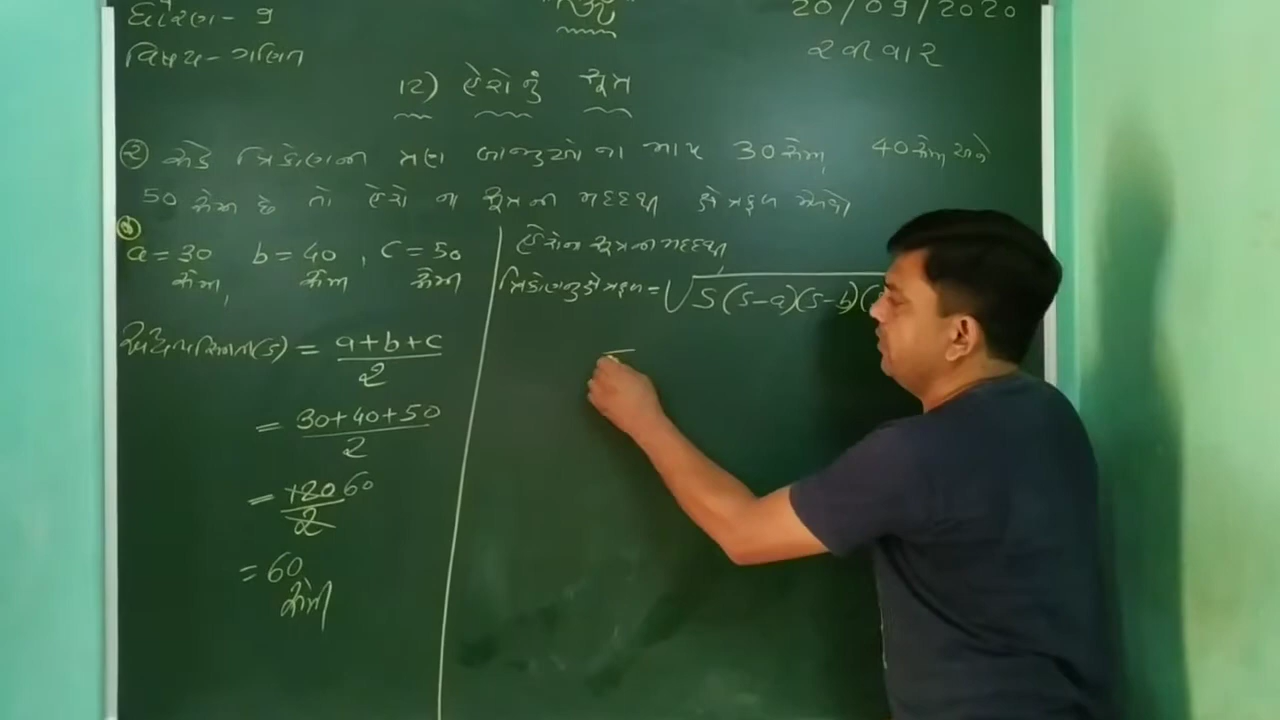 ધોરણ - 9
20/09/2020
વિષય - ગણિત
રવીવાર
12) હેરોનું સૂત્ર
② કોઈ ત્રિકોણની ત્રણ બાજુઓના માપ 30 સેમી, 40 સેમી અને
50 સેમી છે તો હેરોના સૂત્રની મદદથી ક્ષેત્રફળ મેળવો
a = 30 સેમી, b = 40 સેમી, c = 50 સેમી
અર્ધપરિમિતી(s) = a+b+c / 2
= 30+40+50 / 2
= 120 60 / 2
= 60 સેમી
હેરોના સૂત્રની મદદથી,
ત્રિકોણનું ક્ષેત્રફળ = √S(s-a)(s-b)(